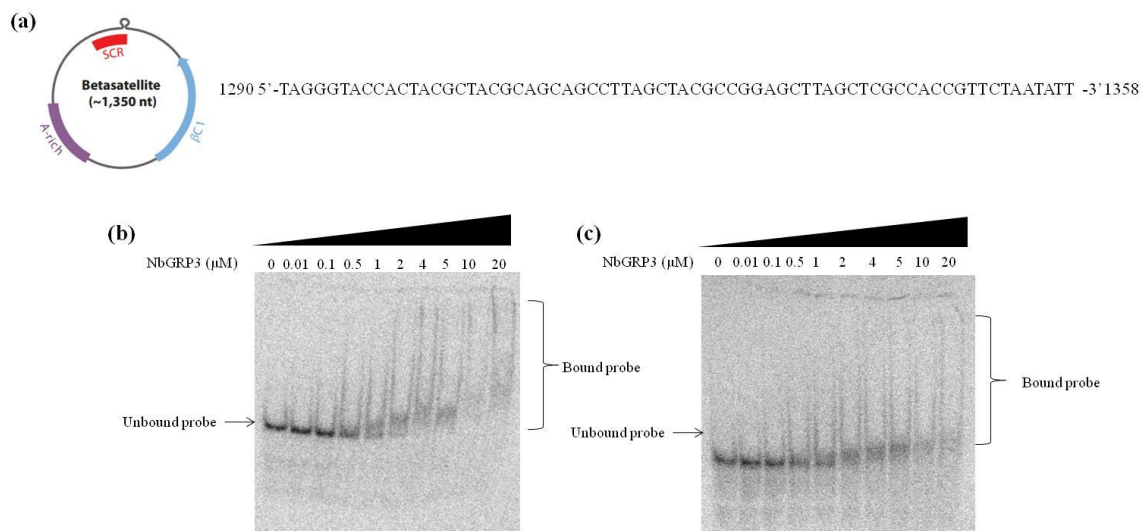 (a)
SCR
Betasatellite
(~1,350 nt)
A-rich
βC1
1290 5`-TAGGGTACCACTACGCTACGCAGCAGCCTTAGCTACGCCGGAGCTTAGCTCGCCACCGTTCTAATATT -3`1358
(b)
NbGRP3 (µM) 0 0.01 0.1 0.5 1 2 4 5 10 20
Bound probe
Unbound probe
(c)
NbGRP3 (µM) 0 0.01 0.1 0.5 1 2 4 5 10 20
Bound probe
Unbound probe